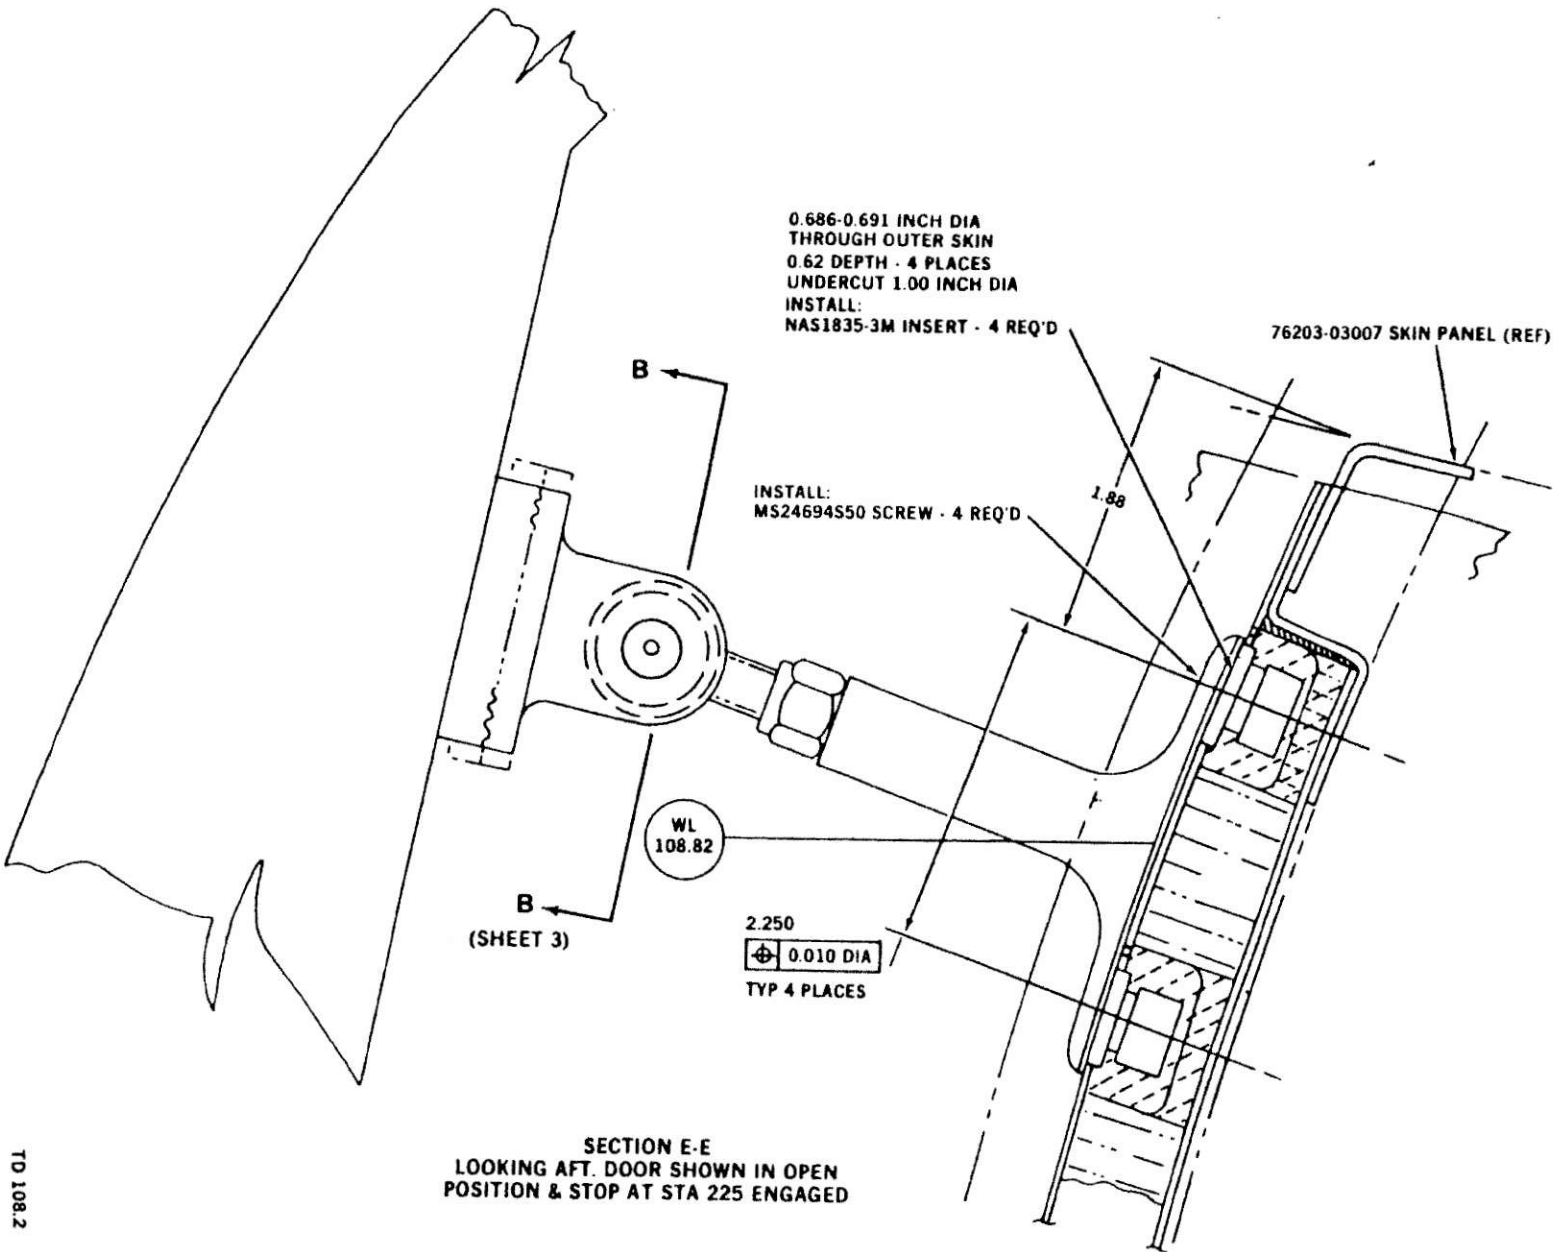 0.686-0.691 INCH DIA
THROUGH OUTER SKIN
0.62 DEPTH - 4 PLACES
UNDERCUT 1.00 INCH DIA
INSTALL:
NAS1835-3M INSERT - 4 REQ'D
76203-03007 SKIN PANEL (REF)
B
INSTALL:
MS24694S50 SCREW - 4 REQ'D
1.88
WL
108.82
B
(SHEET 3)
2.250
⌖ 0.010 DIA
TYP 4 PLACES
SECTION E-E
LOOKING AFT. DOOR SHOWN IN OPEN
POSITION & STOP AT STA 225 ENGAGED
TD 108.2